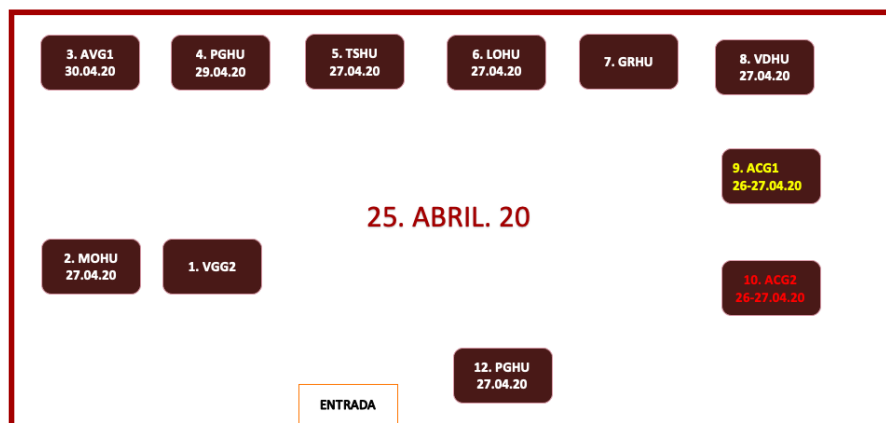 3. AVG1
30.04.20
4. PGHU
29.04.20
5. TSHU
27.04.20
6. LOHU
27.04.20
7. GRHU
8. VDHU
27.04.20
9. ACG1
26-27.04.20
25. ABRIL. 20
2. MOHU
27.04.20
1. VGG2
10. ACG2
26-27.04.20
12. PGHU
27.04.20
ENTRADA